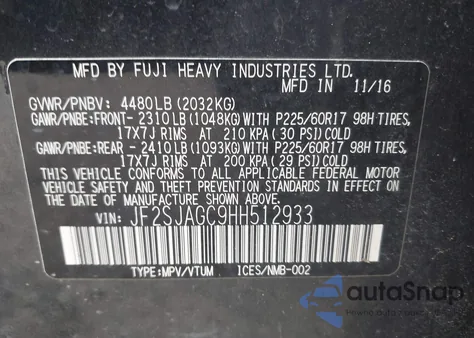 MFD BY FUJI HEAVY INDUSTRIES LTD.
MFD IN 11/16
GVWR/PNBV: 4480LB (2032KG)
GAWR/PNBE:FRONT- 2310LB (1048KG)WITH P225/60R17 98H TIRES,
17X7J RIMS AT 210 KPA ( 30 PSI)COLD
GAWR/PNBE:REAR - 2410LB (1093KG)WITH P225/60R17 98H TIRES,
17X7J RIMS AT 200 KPA ( 29 PSI)COLD
THIS VEHICLE CONFORMS TO ALL APPLICABLE FEDERAL MOTOR
VEHICLE SAFETY, BUMPER AND THEFT PREVENTION STANDARDS IN EFFECT ON
THE DATE OF MANUFACTURE SHOWN ABOVE.
VIN: JF2SJAGC9HH512933
TYPE:MPV/VTUM ICES/NMB-002
autoSnap
www.autosnap.pl